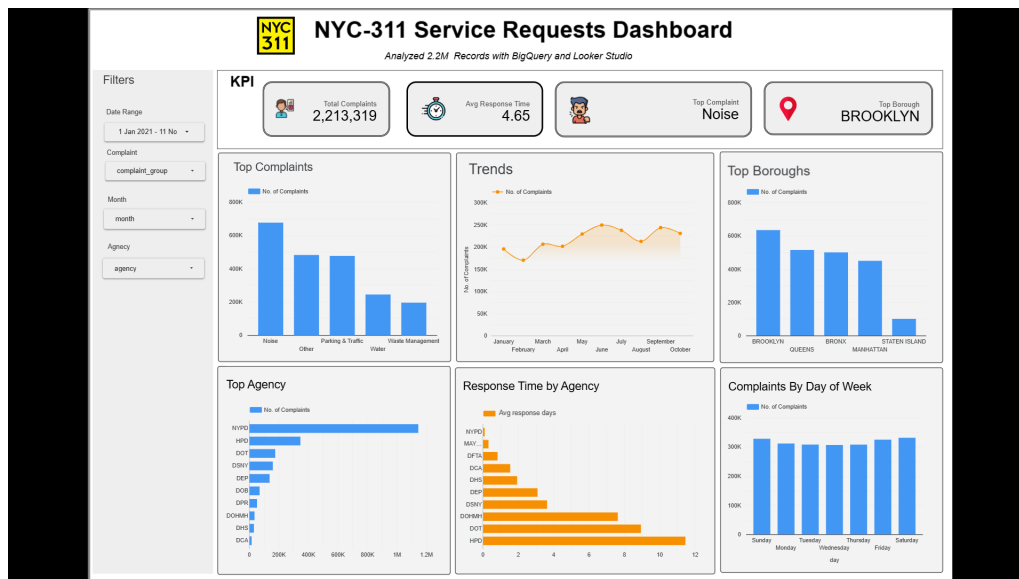 NYC
311
NYC-311 Service Requests Dashboard
Analyzed 2.2M Records with BigQuery and Looker Studio
Filters
Date Range
1 Jan 2021 - 11 No
Complaint
complaint_group
Month
month
Agnecy
agency
KPI
Total Complaints
2,213,319
Avg Response Time
4.65
Top Complaint
Noise
Top Borough
BROOKLYN
Top Complaints
No. of Complaints
800K
600K
400K
200K
0
Noise
Other
Parking & Traffic
Water
Waste Management
Trends
No. of Complaints
No. of Complaints
300K
250K
200K
150K
100K
50K
0
January
February
March
April
May
June
July
August
September
October
Top Boroughs
No. of Complaints
800K
600K
400K
200K
0
BROOKLYN
QUEENS
BRONX
MANHATTAN
STATEN ISLAND
Top Agency
No. of Complaints
NYPD
HPD
DOT
DSNY
DEP
DOB
DPR
DOHMH
DHS
DCA
0 200K 400K 600K 800K 1M 1.2M
Response Time by Agency
Avg response days
NYPD
MAY...
DFTA
DCA
DHS
DEP
DSNY
DOHMH
DOT
HPD
0 2 4 6 8 10 12
Complaints By Day of Week
No. of Complaints
400K
300K
200K
100K
0
Sunday
Monday
Tuesday
Wednesday
Thursday
Friday
Saturday
day